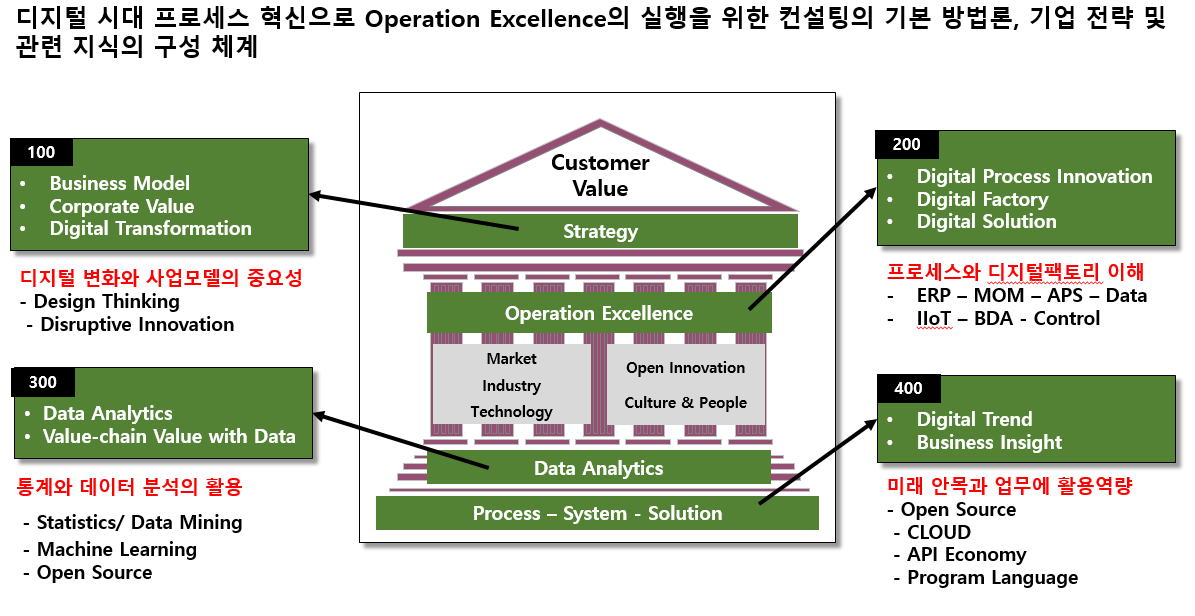 디지털 시대 프로세스 혁신으로 Operation Excellence의 실행을 위한 컨설팅의 기본 방법론, 기업 전략 및
관련 지식의 구성 체계
100
• Business Model
• Corporate Value
• Digital Transformation
디지털 변화와 사업모델의 중요성
- Design Thinking
- Disruptive Innovation
300
• Data Analytics
• Value-chain Value with Data
통계와 데이터 분석의 활용
- Statistics/ Data Mining
- Machine Learning
- Open Source
Customer
Value
Strategy
Operation Excellence
Market
Industry
Technology
Open Innovation
Culture & People
Data Analytics
Process – System - Solution
200
• Digital Process Innovation
• Digital Factory
• Digital Solution
프로세스와 디지털팩토리 이해
- ERP – MOM – APS – Data
- IIoT – BDA - Control
400
• Digital Trend
• Business Insight
미래 안목과 업무에 활용역량
- Open Source
- CLOUD
- API Economy
- Program Language